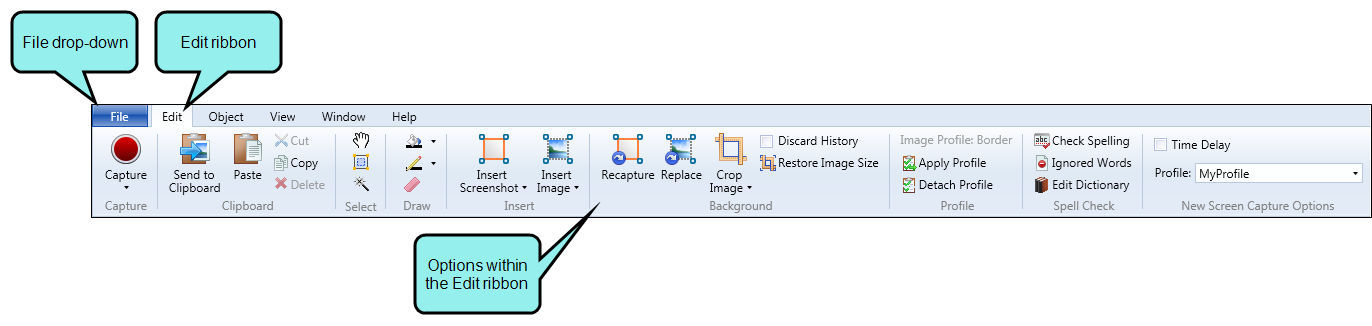 File drop-down
Edit ribbon
File Edit Object View Window Help
Capture
Capture
Send to
Clipboard
Paste
Cut
Copy
Delete
Clipboard
Select
Draw
Insert
Screenshot
Insert
Image
Insert
Recapture
Replace
Crop
Image
Discard History
Restore Image Size
Background
Image Profile: Border
Apply Profile
Detach Profile
Profile
abc
Check Spelling
Ignored Words
Edit Dictionary
Spell Check
Time Delay
Profile: MyProfile
New Screen Capture Options
Options within
the Edit ribbon